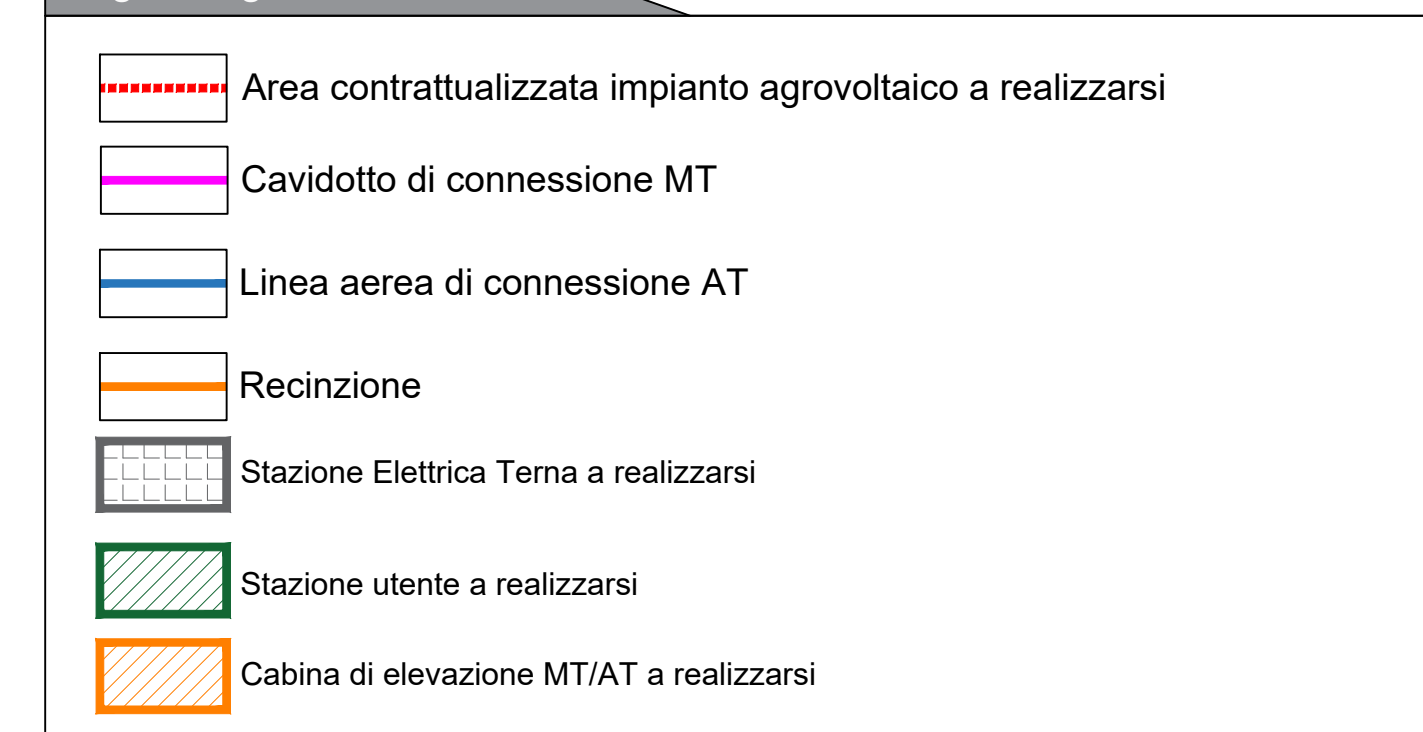 Area contrattualizzata impianto agrovoltaico a realizzarsi
Cavidotto di connessione MT
Linea aerea di connessione AT
Recinzione
Stazione Elettrica Terna a realizzarsi
Stazione utente a realizzarsi
Cabina di elevazione MT/AT a realizzarsi